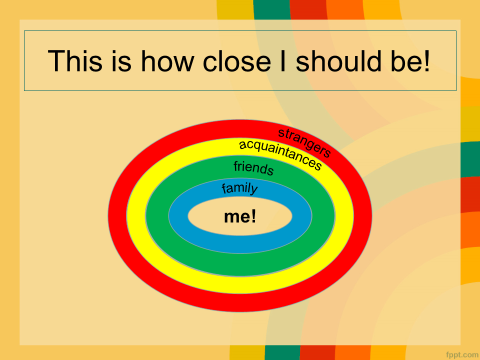 This is how close I should be!
strangers
acquaintances
friends
family
me!
fppt.com